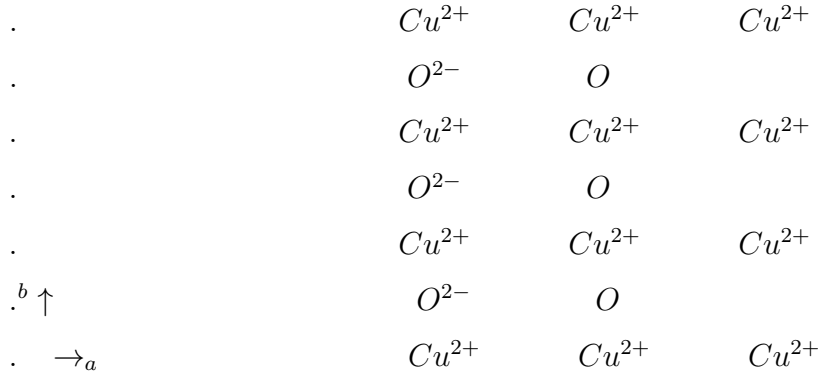 . Cu²⁺ Cu²⁺ Cu²⁺
. O²⁻ O
. Cu²⁺ Cu²⁺ Cu²⁺
. O²⁻ O
. Cu²⁺ Cu²⁺ Cu²⁺
.ᵇ ↑ O²⁻ O
. →ₐ Cu²⁺ Cu²⁺ Cu²⁺